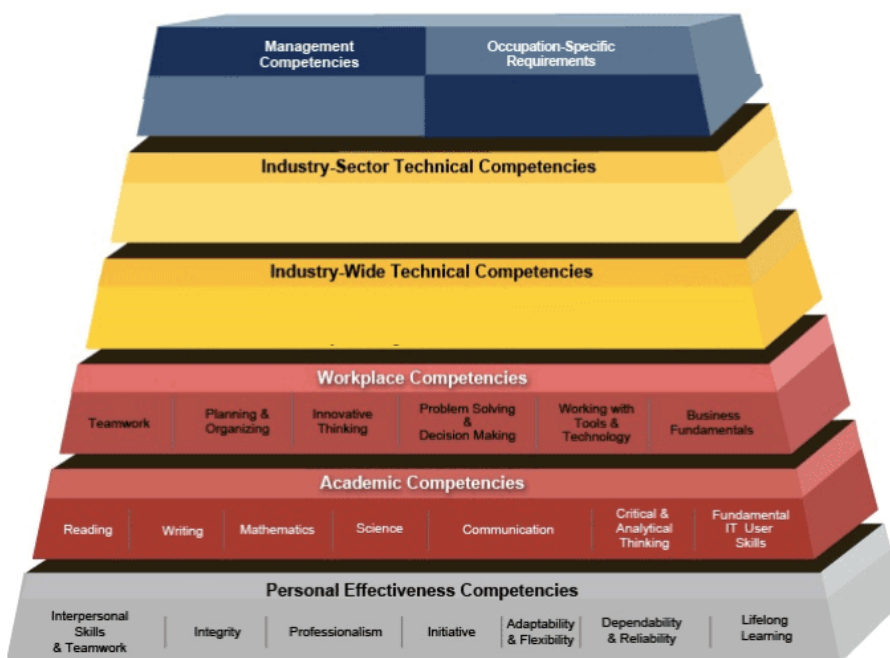 Management
Competencies
Occupation-Specific
Requirements
Industry-Sector Technical Competencies
Industry-Wide Technical Competencies
Workplace Competencies
Teamwork
Planning &
Organizing
Innovative
Thinking
Problem Solving
&
Decision Making
Working with
Tools &
Technology
Business
Fundamentals
Academic Competencies
Reading
Writing
Mathematics
Science
Communication
Critical &
Analytical
Thinking
Fundamental
IT User
Skills
Personal Effectiveness Competencies
Interpersonal
Skills
& Teamwork
Integrity
Professionalism
Initiative
Adaptability
& Flexibility
Dependability
& Reliability
Lifelong
Learning